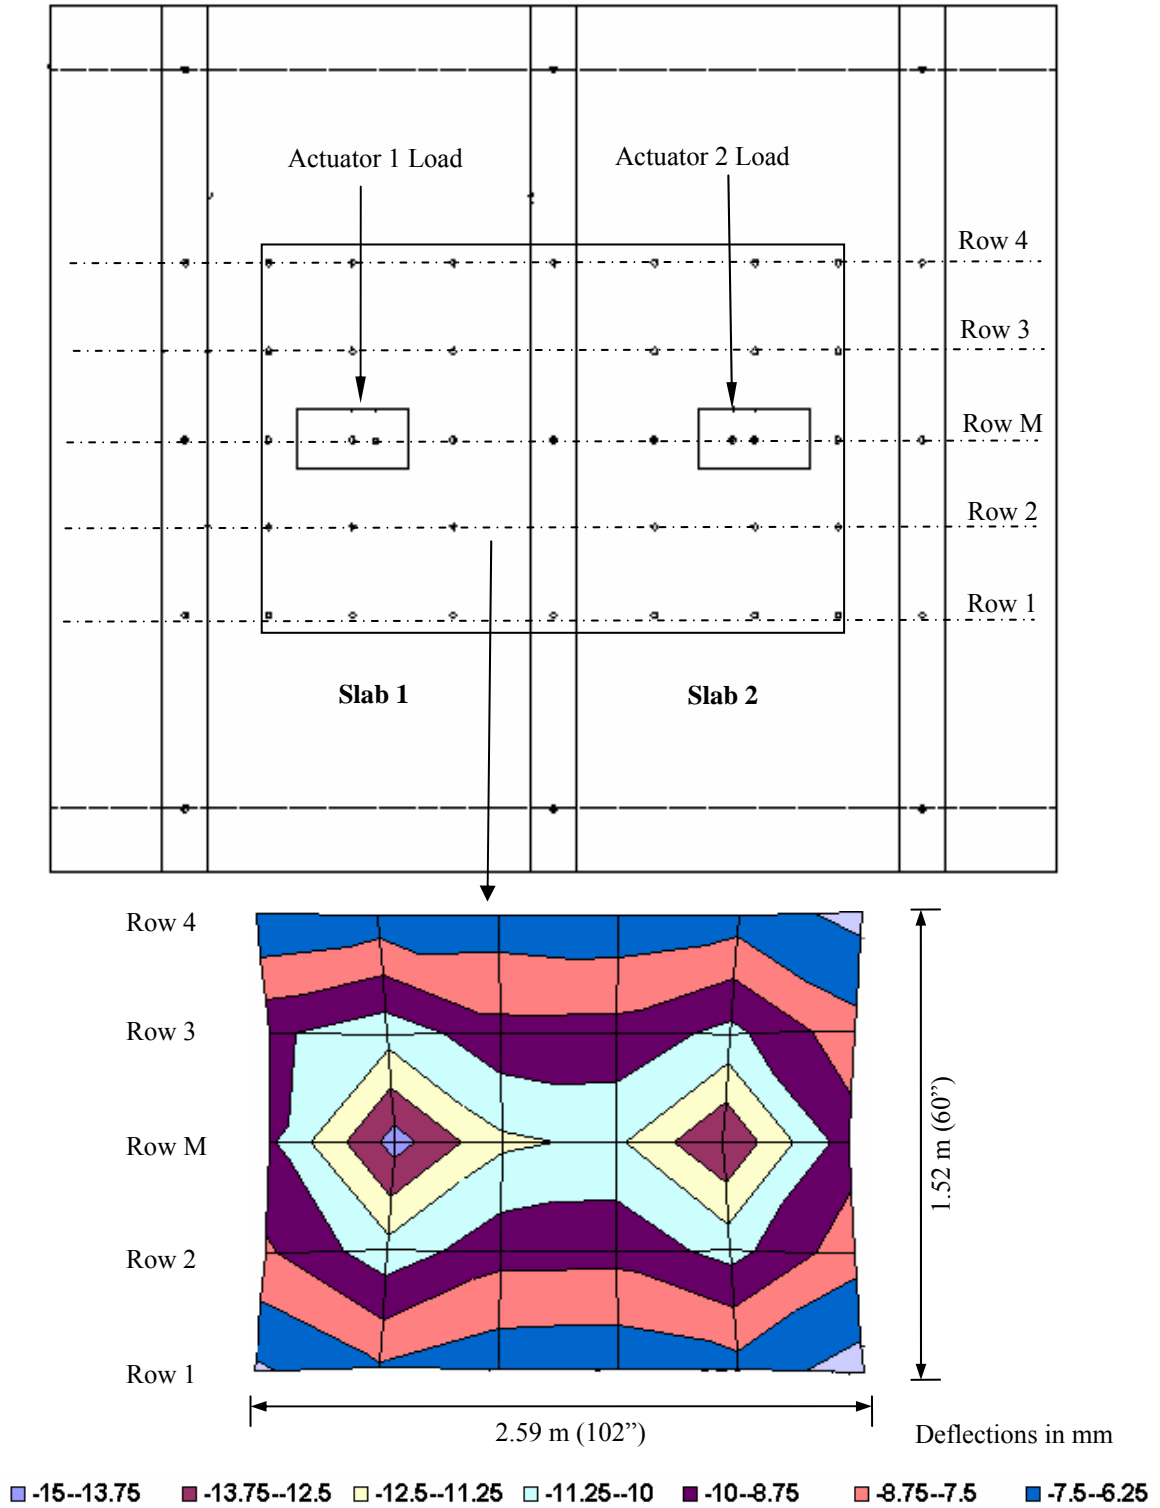 Actuator 1 Load
Actuator 2 Load
Row 4
Row 3
Row M
Row 2
Row 1
Slab 1
Slab 2
Row 4
Row 3
Row M
Row 2
Row 1
1.52 m (60”)
2.59 m (102”)
Deflections in mm
-15--13.75 -13.75--12.5 -12.5--11.25 -11.25--10 -10--8.75 -8.75--7.5 -7.5--6.25